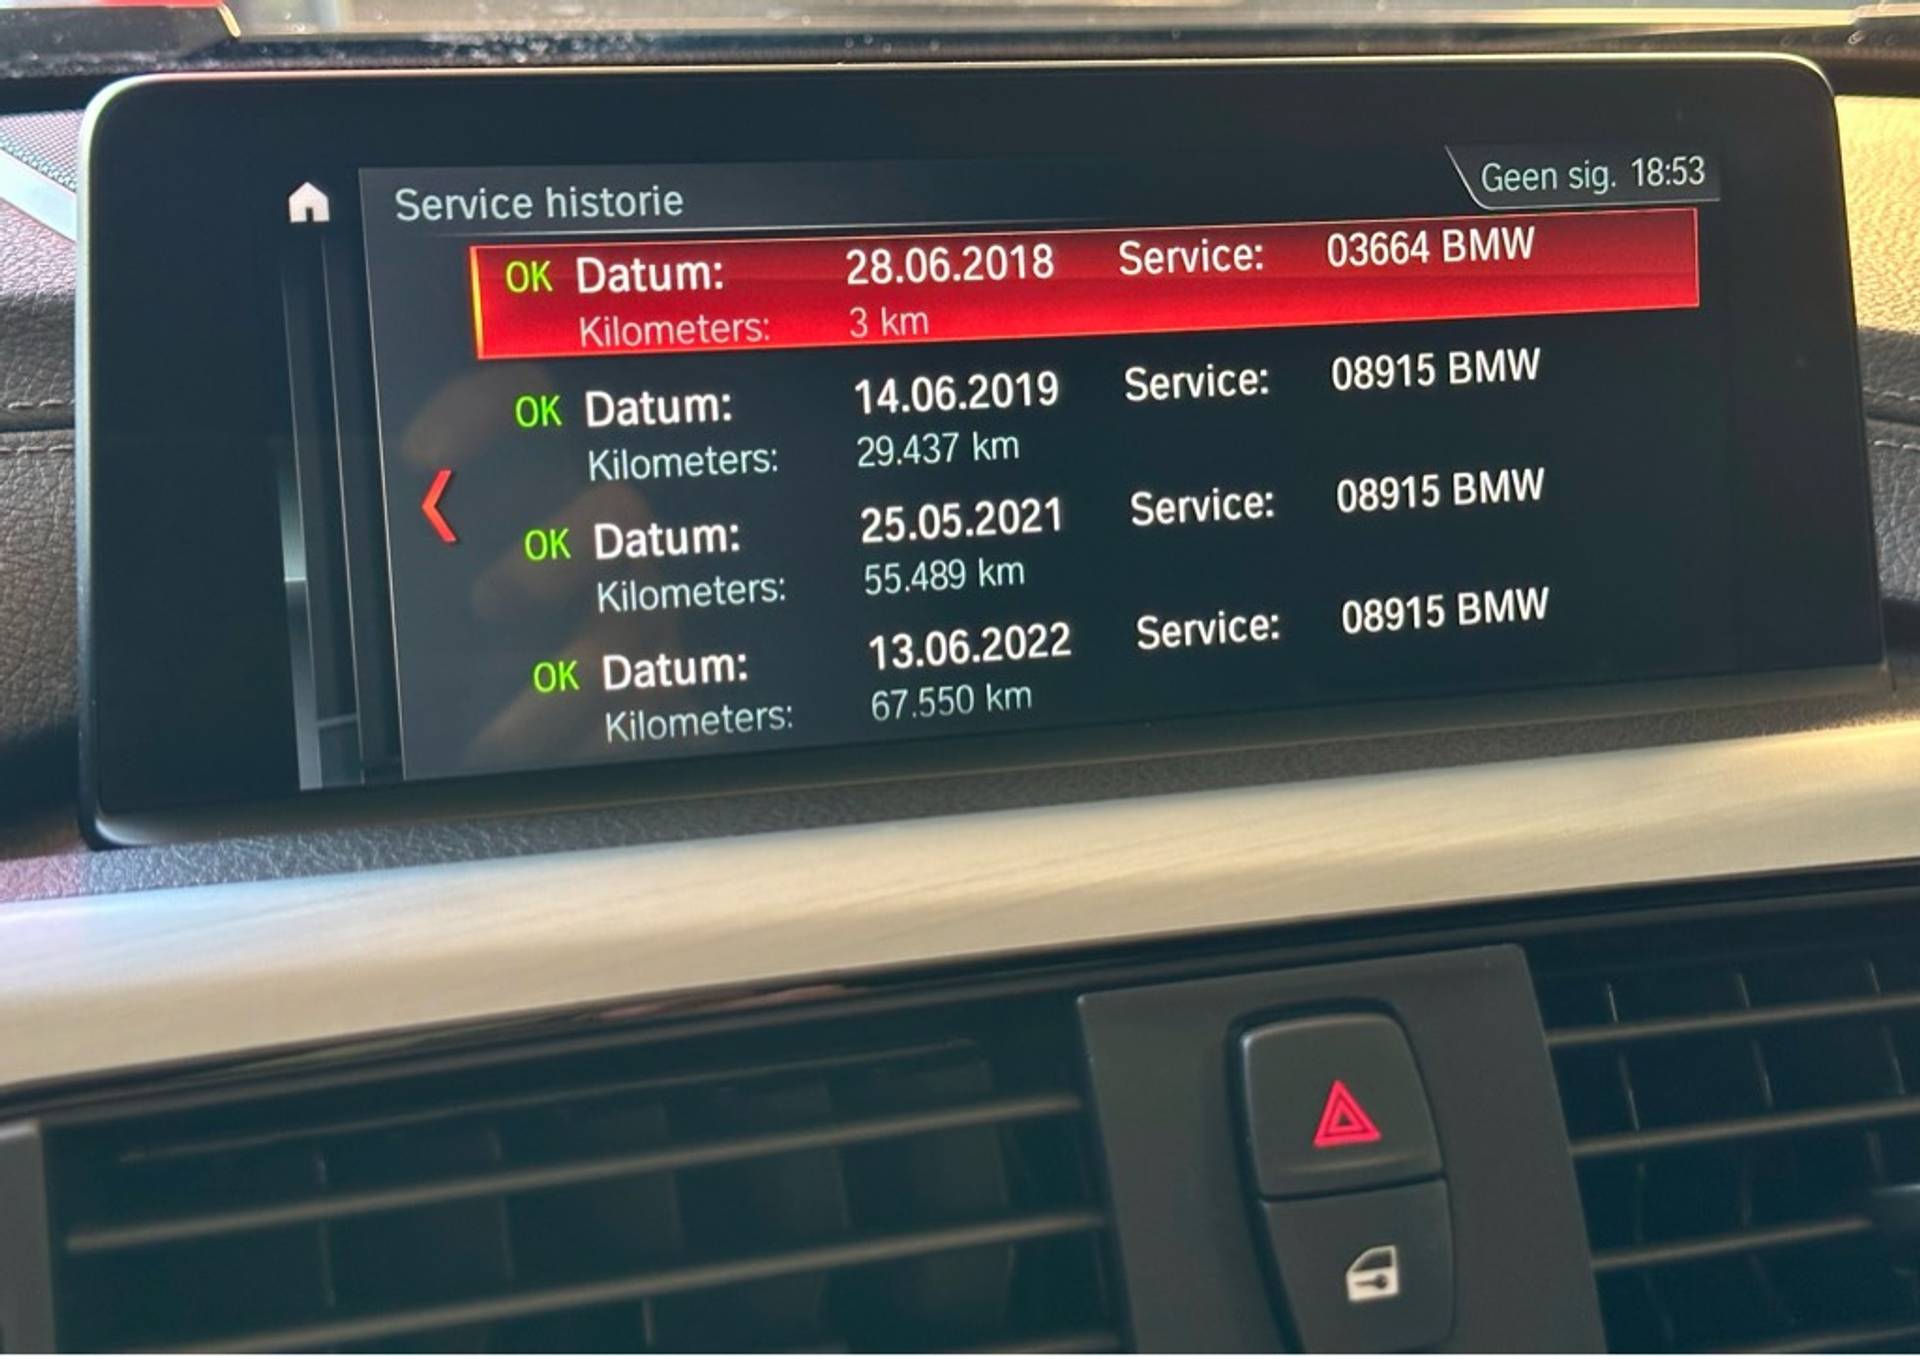 Service historie
Geen sig. 18:53
OK Datum: 28.06.2018 Service: 03664 BMW
Kilometers: 3 km
OK Datum: 14.06.2019 Service: 08915 BMW
Kilometers: 29.437 km
OK Datum: 25.05.2021 Service: 08915 BMW
Kilometers: 55.489 km
OK Datum: 13.06.2022 Service: 08915 BMW
Kilometers: 67.550 km